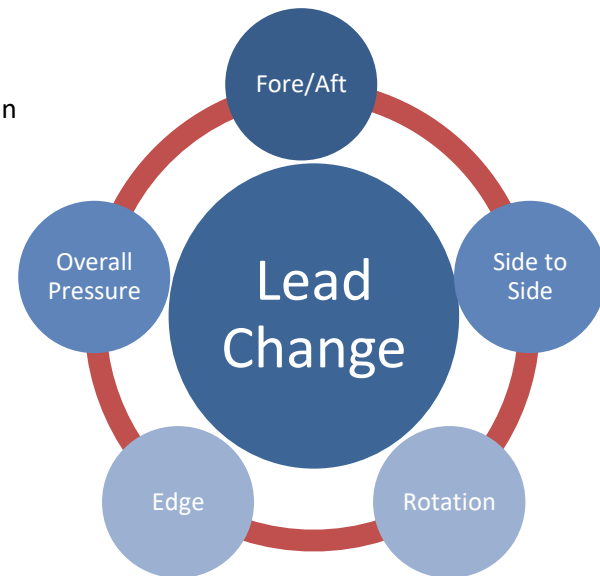 Fore/Aft
n
Overall
Pressure
Lead
Change
Side to
Side
Edge
Rotation